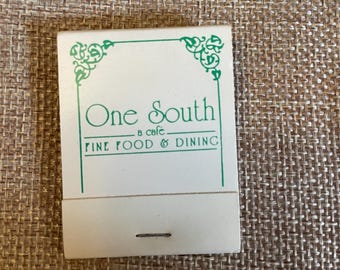 One South
a cafe
FINE FOOD & DINING